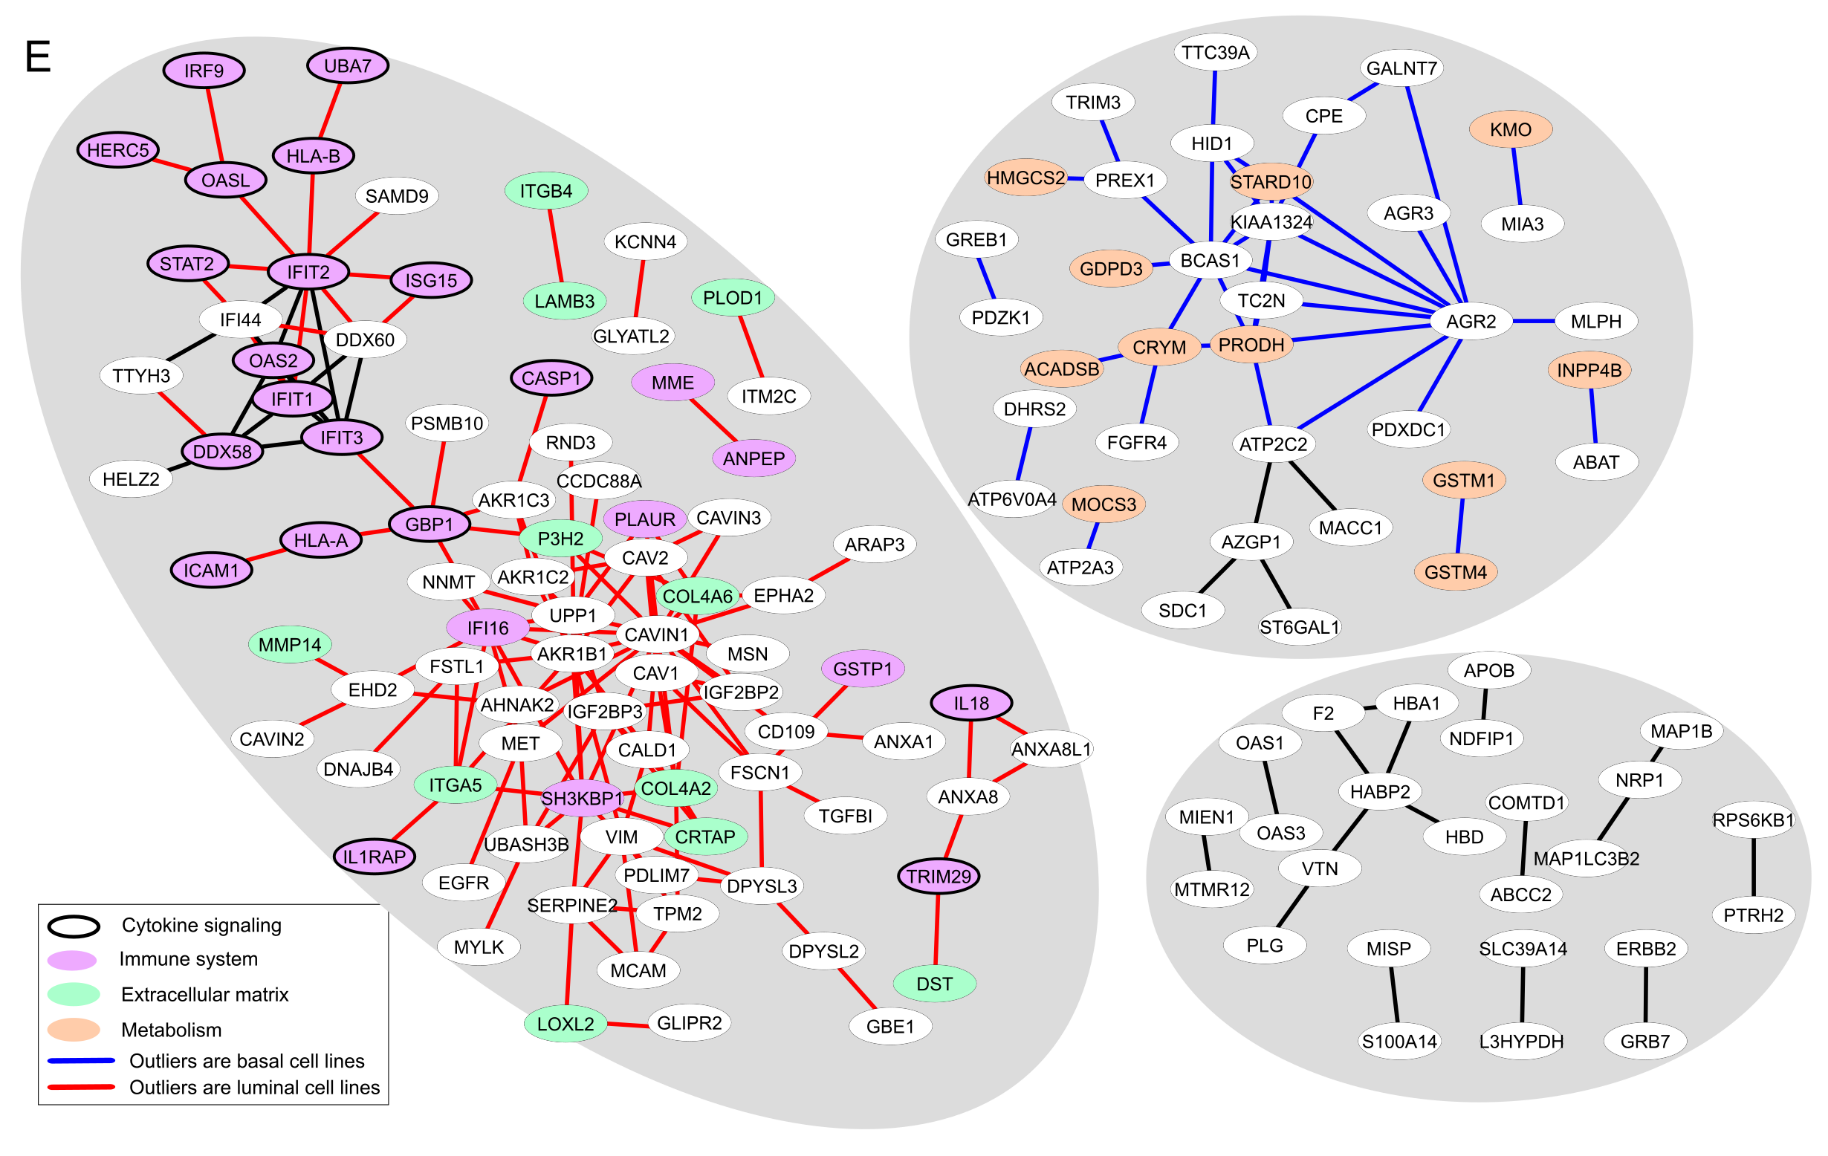 E
IRF9
UBA7
HERC5
HLA-B
OASL
SAMD9
STAT2
IFIT2
ISG15
IFI44
DDX60
OAS2
TTYH3
IFIT1
IFIT3
DDX58
HELZ2
PSMB10
GBP1
HLA-A
ICAM1
ITGB4
LAMB3
KCNN4
GLYATL2
PLOD1
ITM2C
CASP1
MME
ANPEP
RND3
CCDC88A
AKR1C3
PLAUR
CAVIN3
P3H2
CAV2
ARAP3
NNMT
AKR1C2
COL4A6
EPHA2
UPP1
IFI16
CAVIN1
MMP14
AKR1B1
MSN
FSTL1
CAV1
GSTP1
EHD2
AHNAK2
IGF2BP3
IGF2BP2
IL18
CAVIN2
MET
CALD1
CD109
ANXA1
ANXA8L1
DNAJB4
FSCN1
ITGA5
SH3KBP1
COL4A2
ANXA8
TGFBI
IL1RAP
UBASH3B
VIM
CRTAP
EGFR
PDLIM7
DPYSL3
TRIM29
SERPINE2
TPM2
MYLK
MCAM
DPYSL2
DST
LOXL2
GLIPR2
GBE1
TTC39A
GALNT7
TRIM3
CPE
KMO
HID1
HMGCS2
PREX1
STARD10
AGR3
MIA3
KIAA1324
GREB1
GDPD3
BCAS1
TC2N
PDZK1
AGR2
MLPH
CRYM
PRODH
ACADSB
INPP4B
DHRS2
FGFR4
ATP2C2
PDXDC1
ABAT
ATP6V0A4
MOCS3
GSTM1
MACC1
AZGP1
ATP2A3
GSTM4
SDC1
ST6GAL1
APOB
F2
HBA1
OAS1
NDFIP1
MAP1B
NRP1
HABP2
COMTD1
MIEN1
OAS3
HBD
RPS6KB1
MAP1LC3B2
VTN
MTMR12
ABCC2
PTRH2
PLG
MISP
SLC39A14
ERBB2
S100A14
L3HYPDH
GRB7
Cytokine signaling
Immune system
Extracellular matrix
Metabolism
Outliers are basal cell lines
Outliers are luminal cell lines